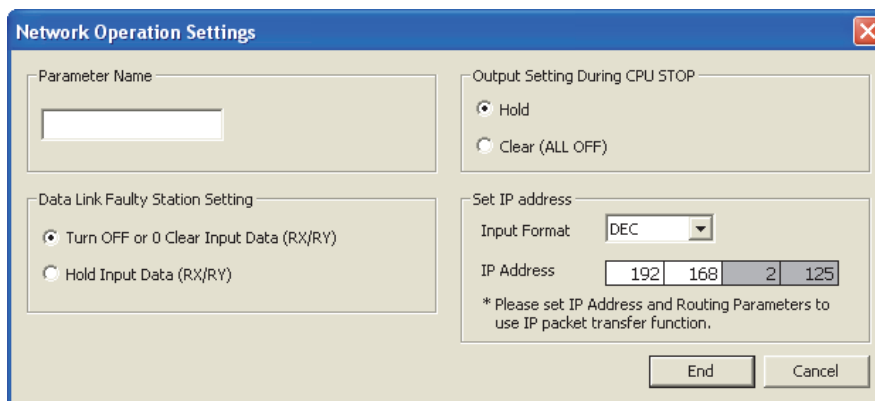 Network Operation Settings
Parameter Name
Data Link Faulty Station Setting
Turn OFF or 0 Clear Input Data (RX/RY)
Hold Input Data (RX/RY)
Output Setting During CPU STOP
Hold
Clear (ALL OFF)
Set IP address
Input Format DEC
IP Address 192 168 2 125
* Please set IP Address and Routing Parameters to
use IP packet transfer function.
End Cancel